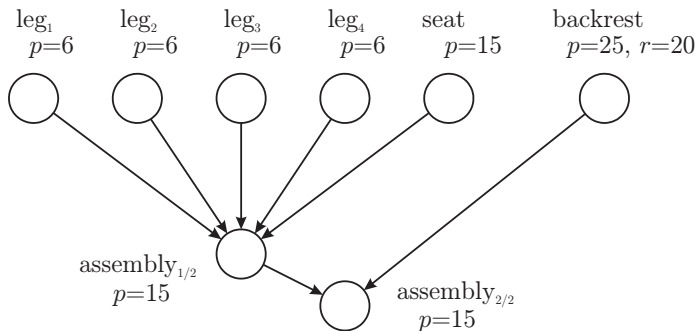 leg₁
p=6
leg₂
p=6
leg₃
p=6
leg₄
p=6
seat
p=15
backrest
p=25, r=20
assembly₁/₂
p=15
assembly₂/₂
p=15